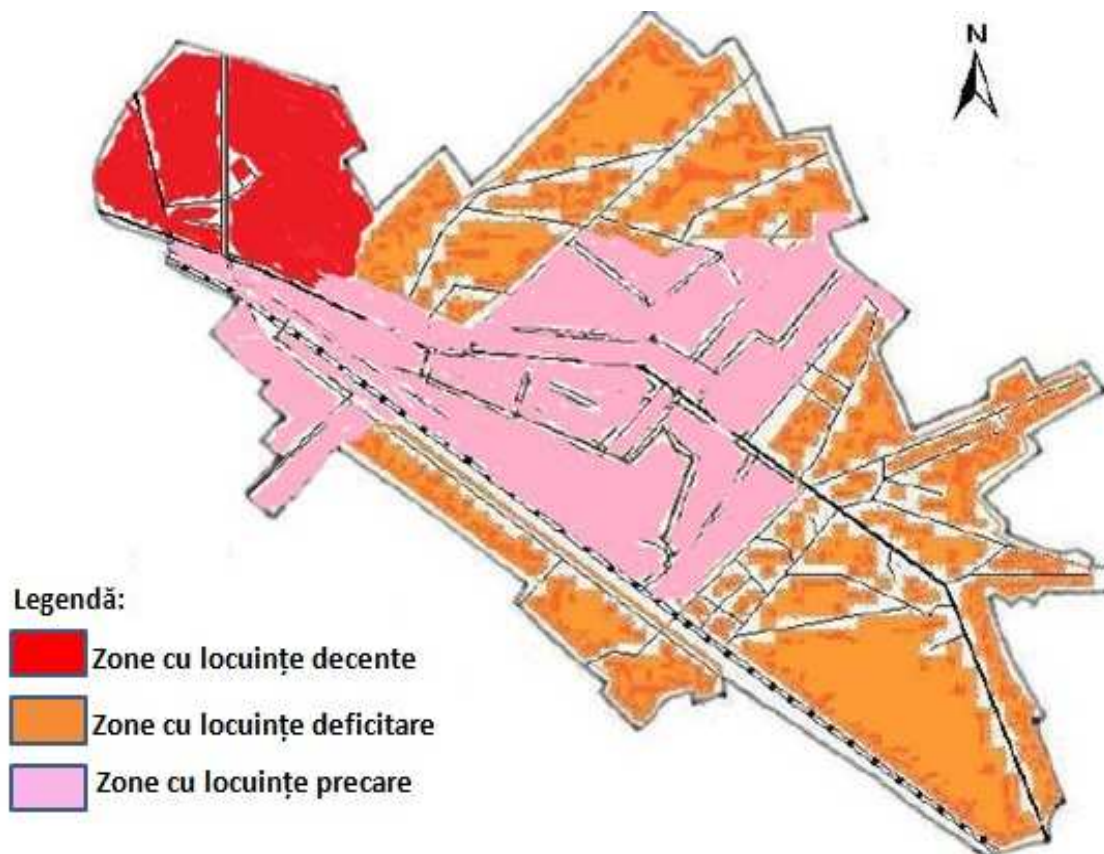 N
Legendă:
Zone cu locuințe decente
Zone cu locuințe deficitare
Zone cu locuințe precare